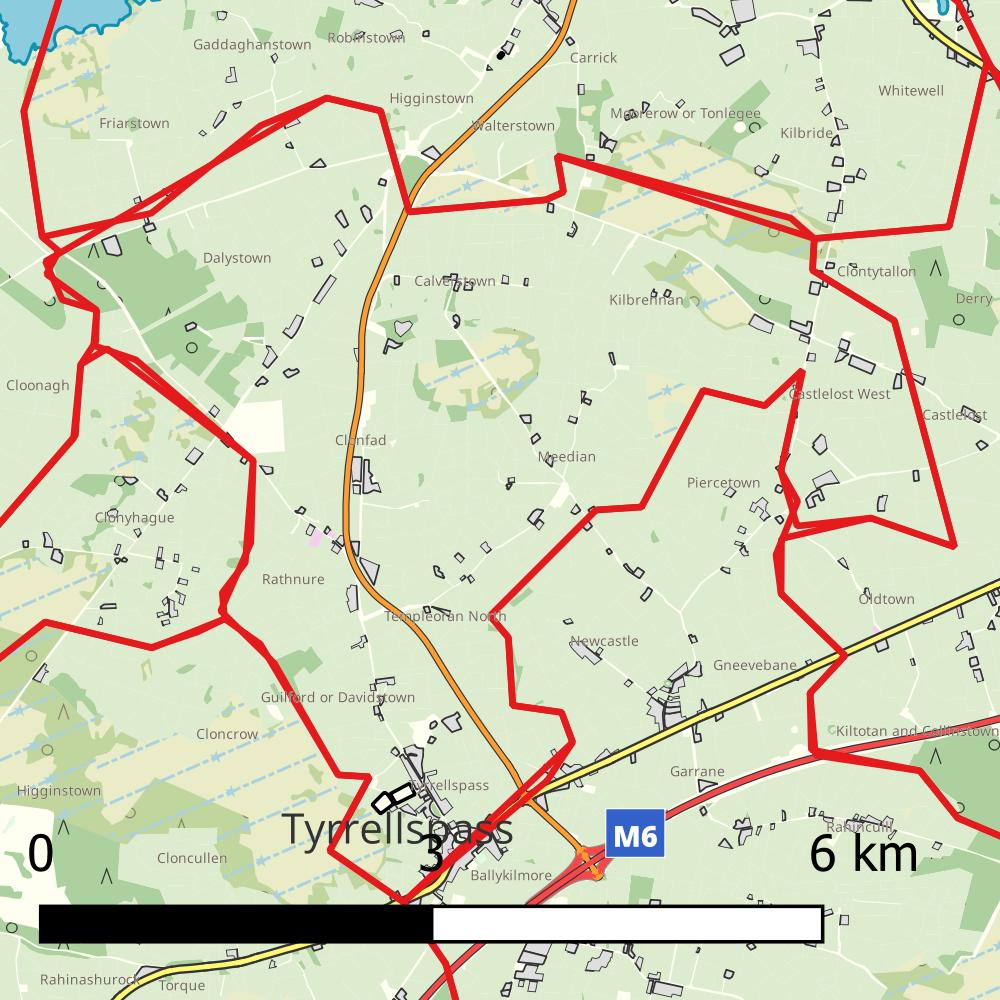 Gaddaghanstown
Robinstown
Carrick
Higginstown
Whitewell
Friarstown
Walterstown
Moorerow or Tonlegee
Kilbride
Dalystown
Clontytallon
Calverstown
Kilbrennan
Derry
Cloonagh
Castlelost West
Castlelost
Clonfad
Meedian
Piercetown
Clonyhague
Rathnure
Oldtown
Templeoran North
Newcastle
Gneevebane
Guilford or Davidstown
Cloncrow
Kiltotan and Collinstown
Higginstown
Tyrrellspass
Garrane
Tyrrellspass
M6
Rahincuill
0 3 6 km
Cloncullen
Ballykilmore
Rahinashurock
Torque